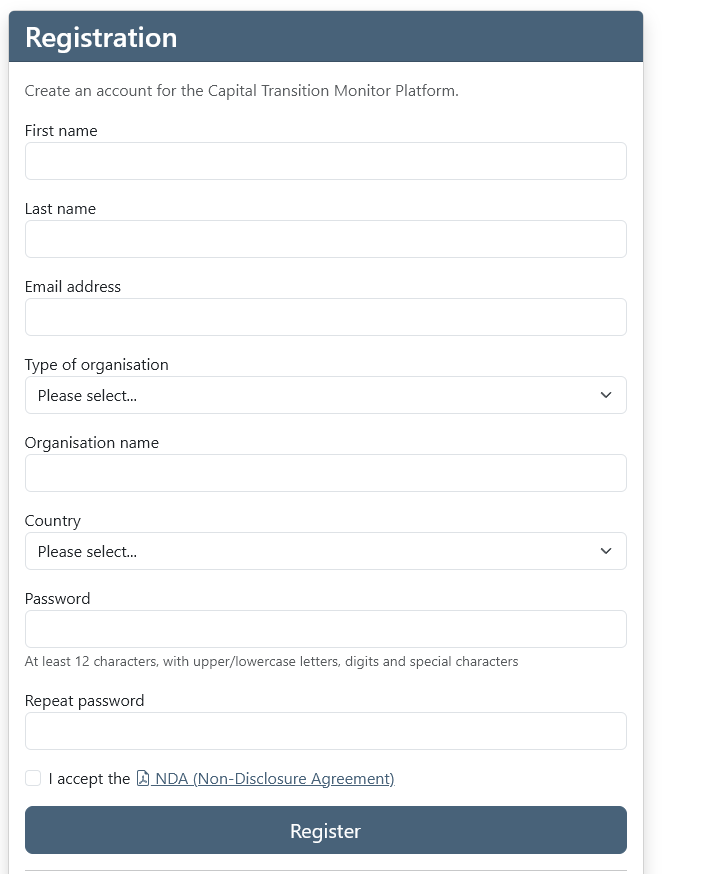 Registration
Create an account for the Capital Transition Monitor Platform.
First name
Last name
Email address
Type of organisation
Please select...
Organisation name
Country
Please select...
Password
At least 12 characters, with upper/lowercase letters, digits and special characters
Repeat password
I accept the NDA (Non-Disclosure Agreement)
Register